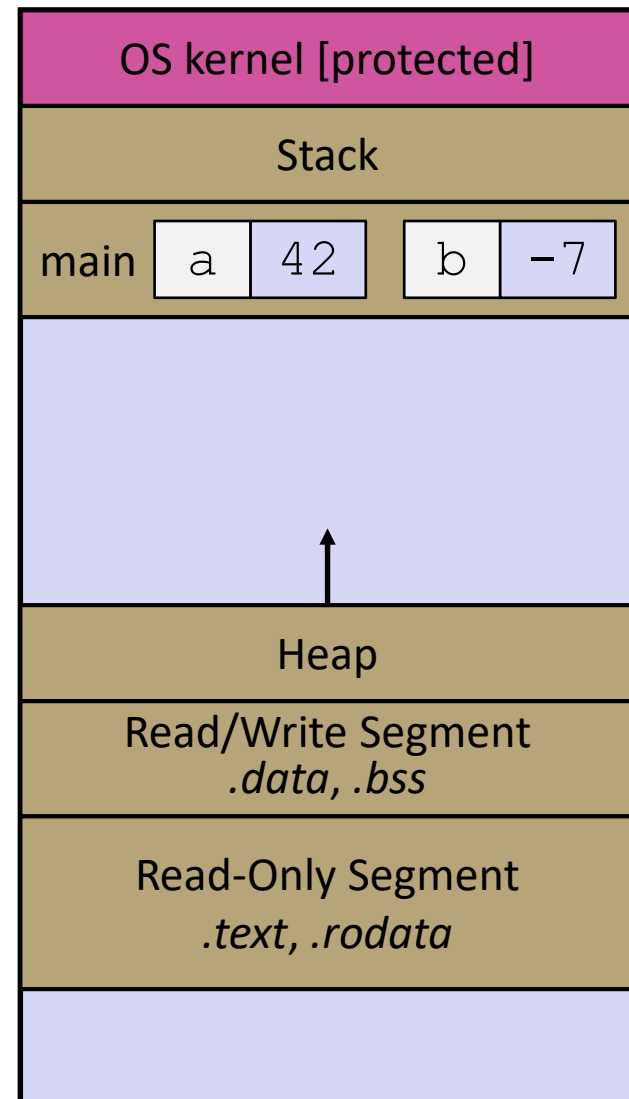 OS kernel [protected]
Stack
main a 42 b -7
Heap
Read/Write Segment
.data, .bss
Read-Only Segment
.text, .rodata